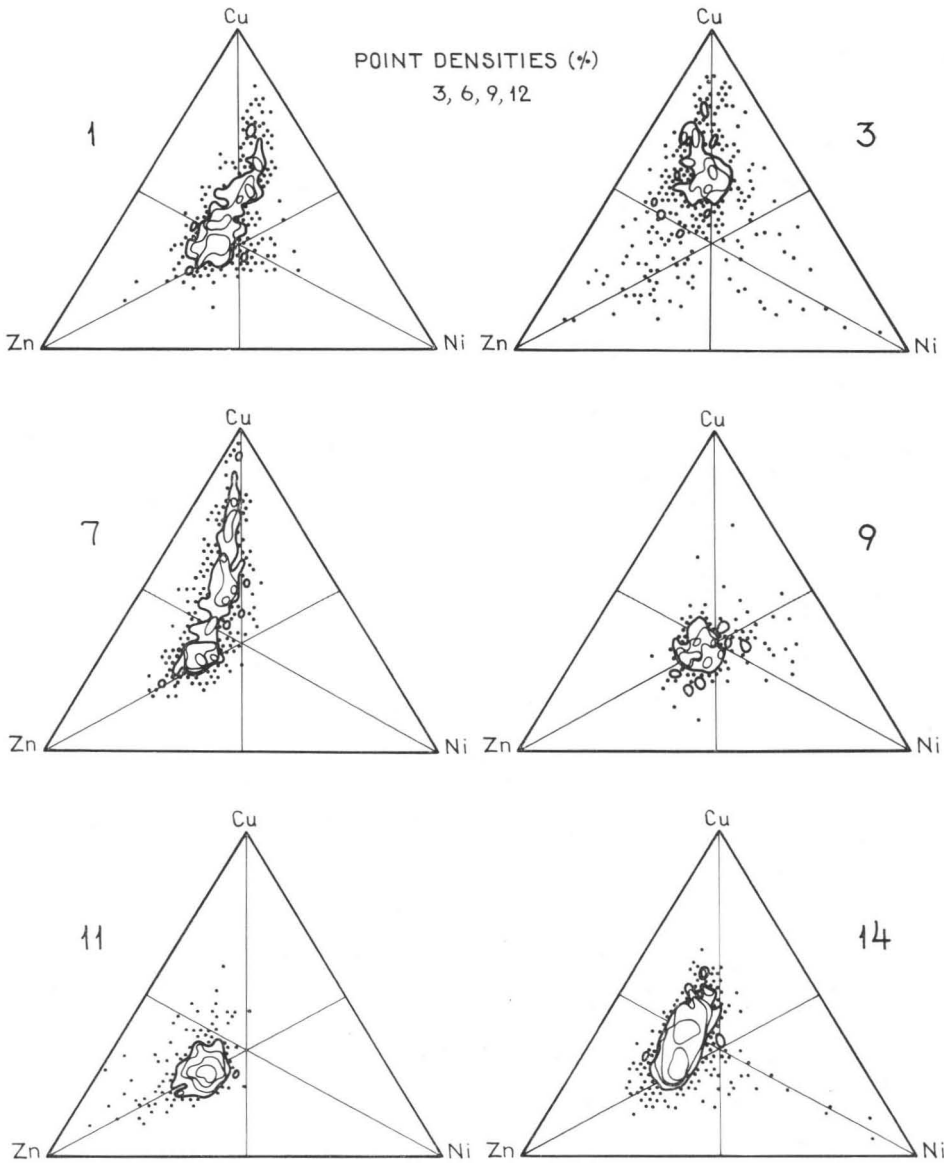 Cu
Cu
POINT DENSITIES (%)
3, 6, 9, 12
1
3
Zn
Ni
Zn
Ni
Cu
Cu
7
9
Zn
Ni
Zn
Ni
Cu
Cu
11
14
Zn
Ni
Zn
Ni